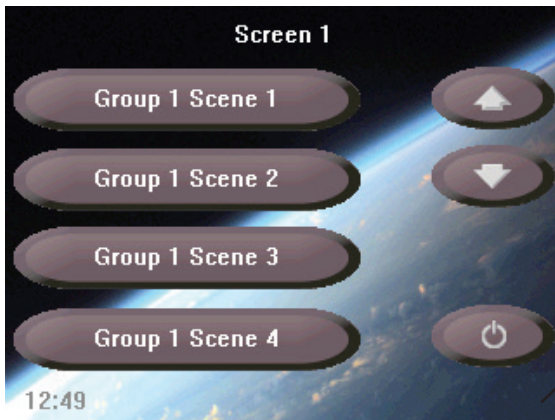 Screen 1
Group 1 Scene 1
Group 1 Scene 2
Group 1 Scene 3
Group 1 Scene 4
12:49